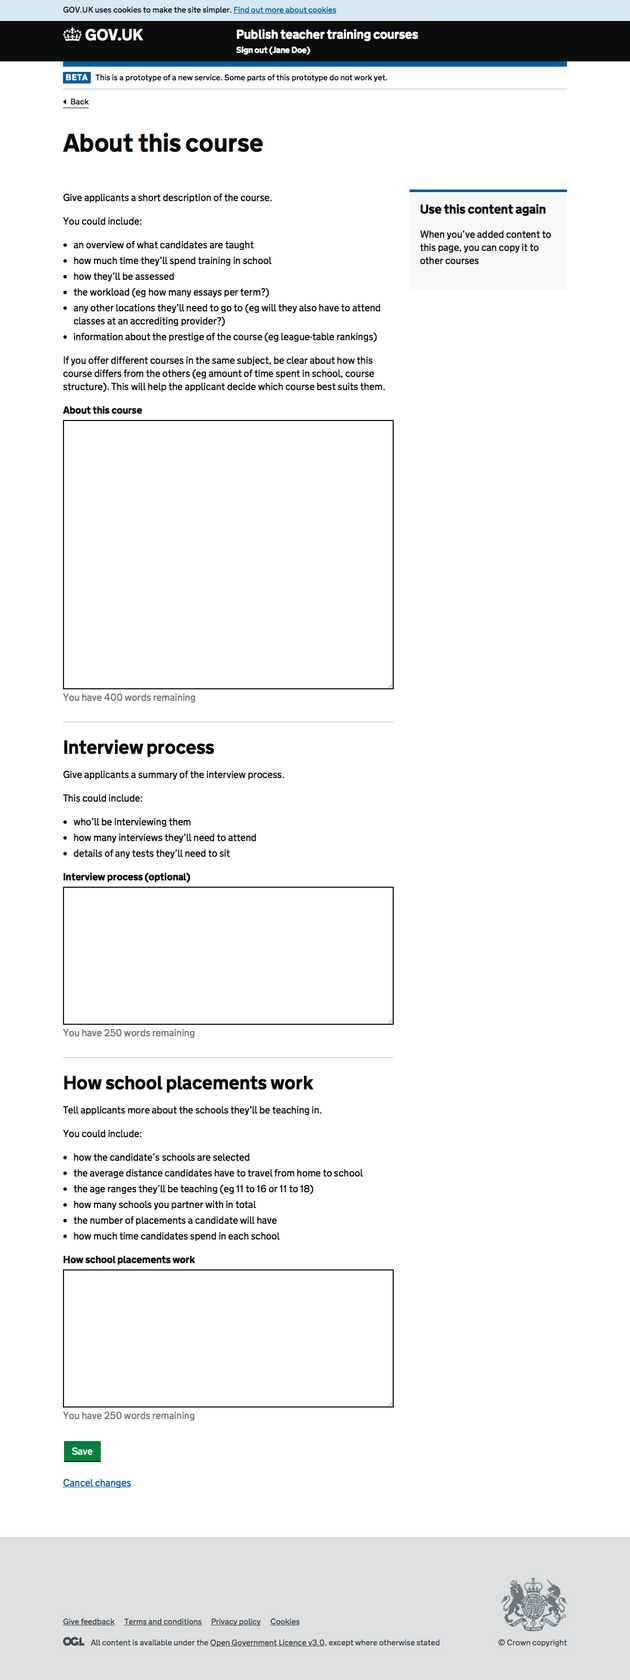 GOV.UK uses cookies to make the site simpler. Find out more about cookies
GOV.UK
Publish teacher training courses
Sign out (Jane Doe)
BETA This is a prototype of a new service. Some parts of this prototype do not work yet.
Back
About this course
Give applicants a short description of the course.
You could include:
• an overview of what candidates are taught
• how much time they’ll spend training in school
• how they’ll be assessed
• the workload (eg how many essays per term?)
• any other locations they’ll need to go to (eg will they also have to attend
classes at an accrediting provider?)
• information about the prestige of the course (eg league-table rankings)
If you offer different courses in the same subject, be clear about how this
course differs from the others (eg amount of time spent in school, course
structure). This will help the applicant decide which course best suits them.
About this course
You have 400 words remaining
Use this content again
When you’ve added content to
this page, you can copy it to
other courses
Interview process
Give applicants a summary of the interview process.
This could include:
• who’ll be interviewing them
• how many interviews they’ll need to attend
• details of any tests they’ll need to sit
Interview process (optional)
You have 250 words remaining
How school placements work
Tell applicants more about the schools they’ll be teaching in.
You could include:
• how the candidate’s schools are selected
• the average distance candidates have to travel from home to school
• the age ranges they’ll be teaching (eg 11 to 16 or 11 to 18)
• how many schools you partner with in total
• the number of placements a candidate will have
• how much time candidates spend in each school
How school placements work
You have 250 words remaining
Save
Cancel changes
Give feedback Terms and conditions Privacy policy Cookies
OGL All content is available under the Open Government Licence v3.0, except where otherwise stated
© Crown copyright